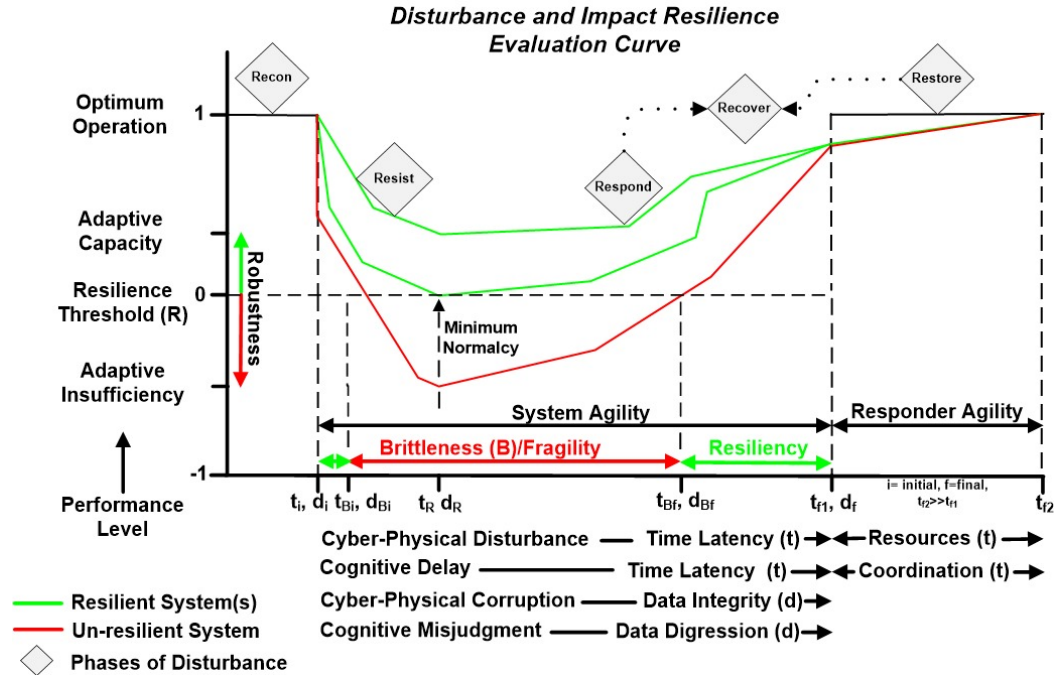 Disturbance and Impact Resilience
Evaluation Curve
Recon
Restore
Recover
Optimum
Operation
1
Resist
Respond
Adaptive
Capacity
Robustness
Resilience
Threshold (R)
0
Minimum
Normalcy
Adaptive
Insufficiency
System Agility
Responder Agility
Brittleness (B)/Fragility
Resiliency
-1
Performance
Level
ti, di tBi, dBi
tR dR
tBf, dBf
tf1, df
i= initial, f=final,
tf2>>tf1
tf2
Cyber-Physical Disturbance Time Latency (t) Resources (t)
Cognitive Delay Time Latency (t) Coordination (t)
Cyber-Physical Corruption Data Integrity (d)
Cognitive Misjudgment Data Digression (d)
Resilient System(s)
Un-resilient System
Phases of Disturbance